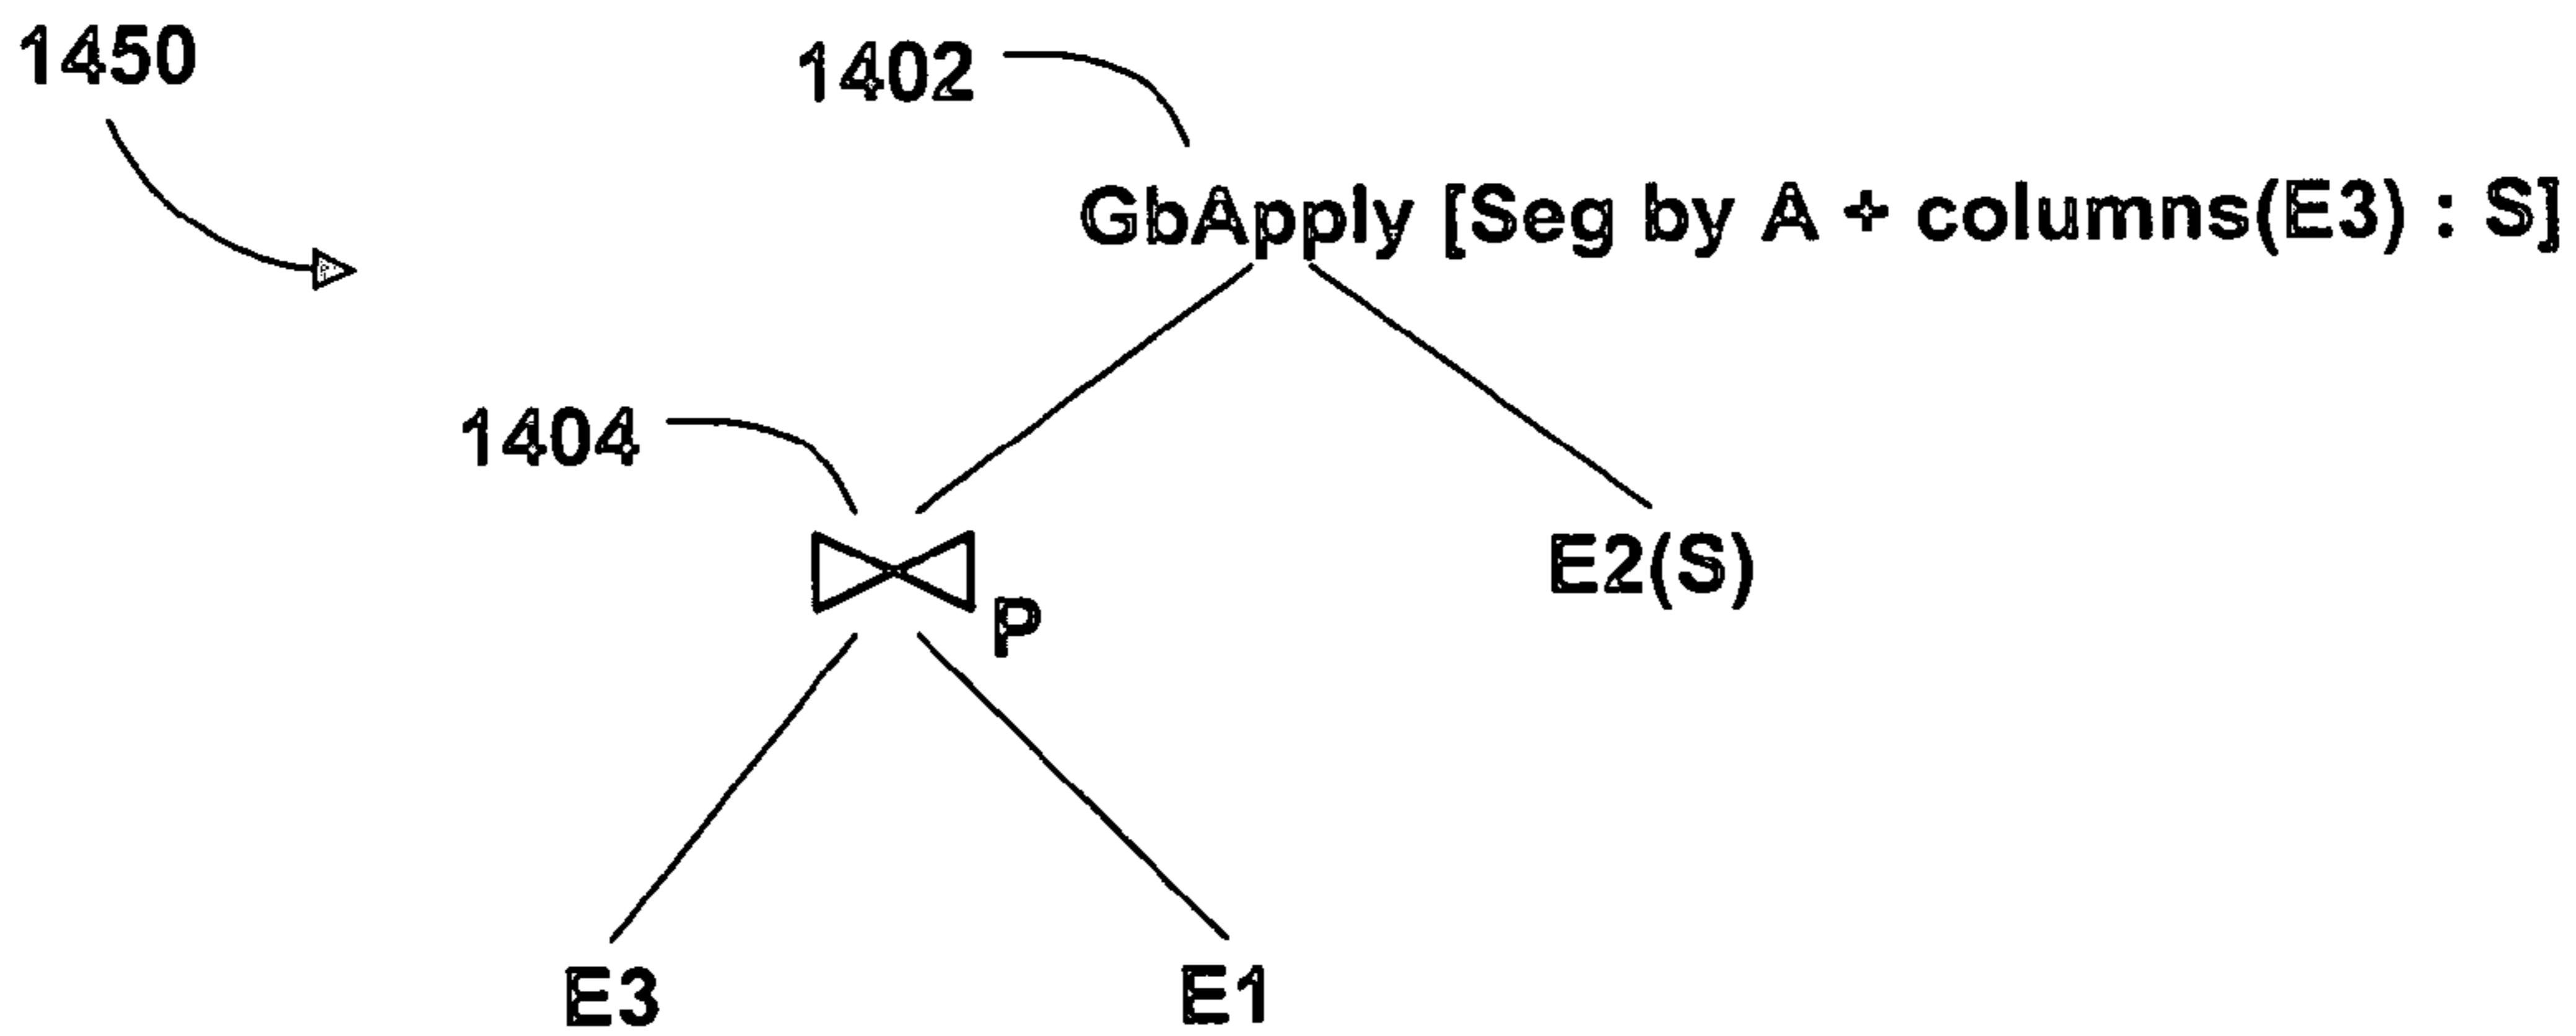 1450
1402
GbApply [Seg by A + columns(E3) : S]
1404
E2(S)
P
E3
E1